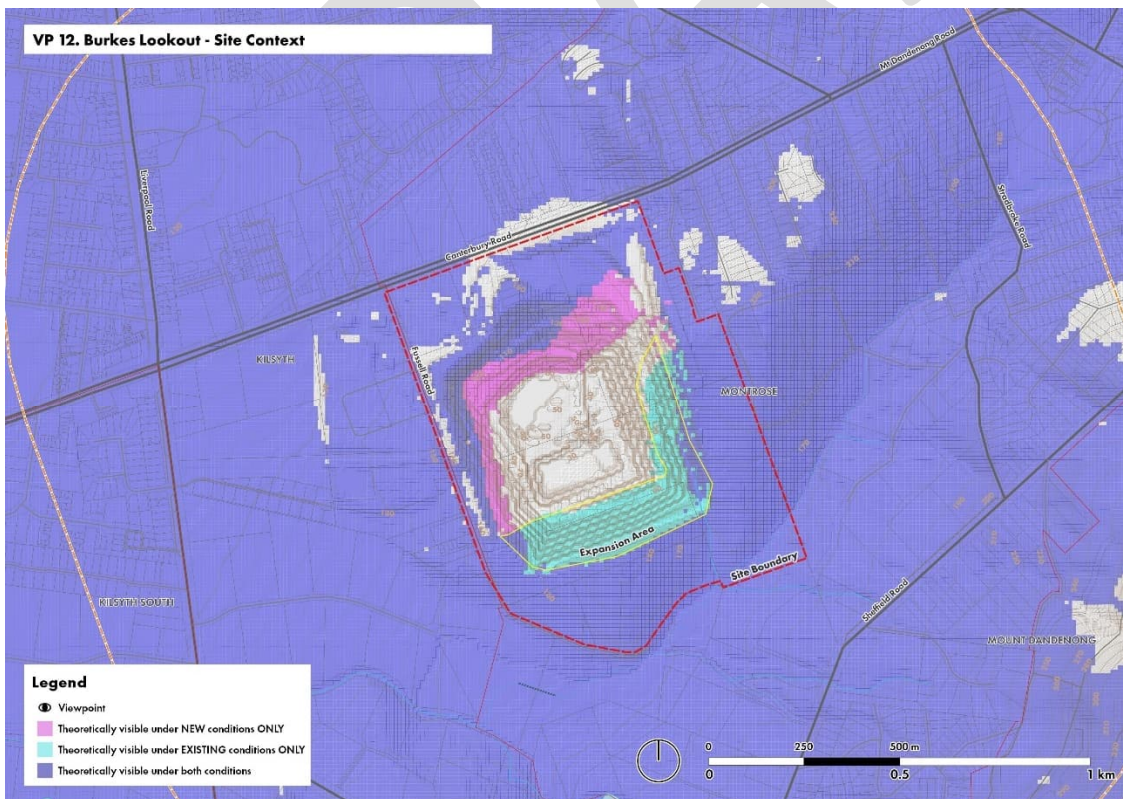 VP 12. Burkes Lookout - Site Context
Mt Dandenong Road
Liverpool Road
Stradbroke Road
Canterbury Road
KILSYTH
Fussell Road
MONTROSE
Expansion Area
Site Boundary
KILSYTH SOUTH
Sheffield Road
MOUNT DANDENONG
Legend
Viewpoint
Theoretically visible under NEW conditions ONLY
Theoretically visible under EXISTING conditions ONLY
Theoretically visible under both conditions
0 250 500 m
0 0.5 1 km